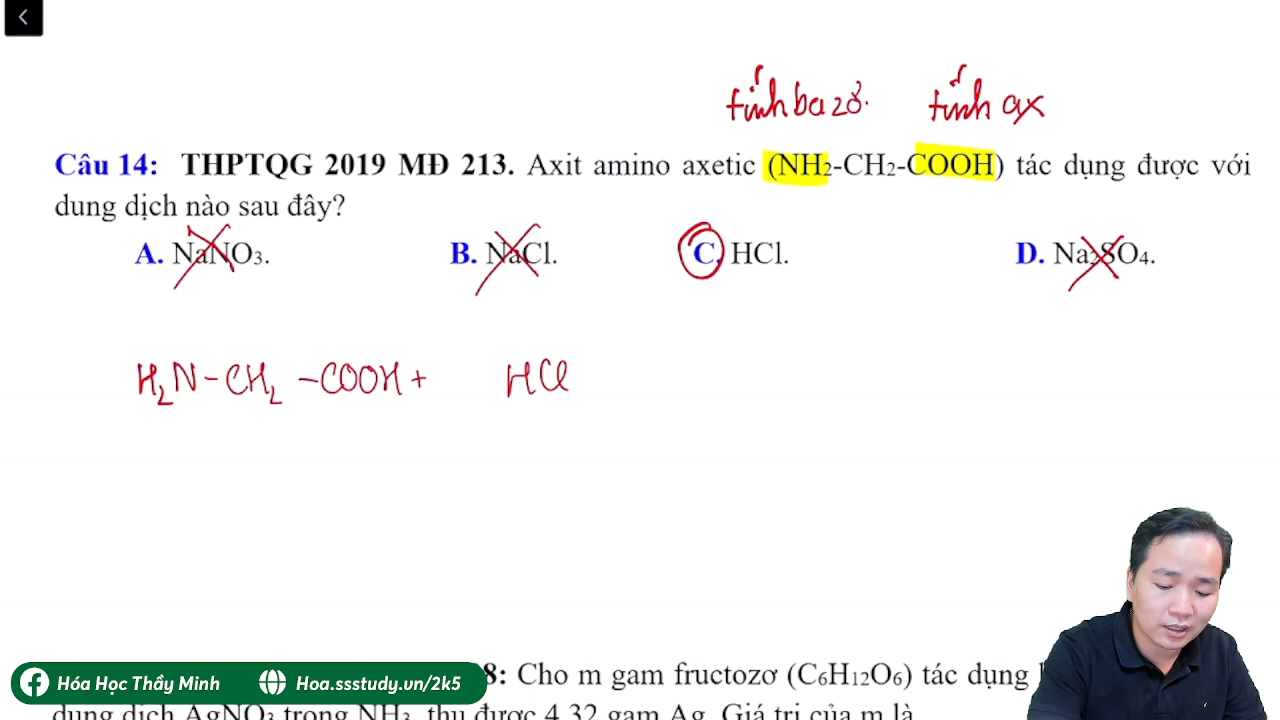 tính bazơ. tính ax
Câu 14: THPTQG 2019 MĐ 213. Axit amino axetic (NH2-CH2-COOH) tác dụng được với
dung dịch nào sau đây?
A. NaNO3. B. NaCl. C. HCl. D. Na2SO4.
H2N-CH2-COOH + HCl
8: Cho m gam fructozơ (C6H12O6) tác dụng
dung dịch AgNO3 trong NH3, thu được 4,32 gam Ag. Giá trị của m là
Hóa Học Thầy Minh Hoa.ssstudy.vn/2k5